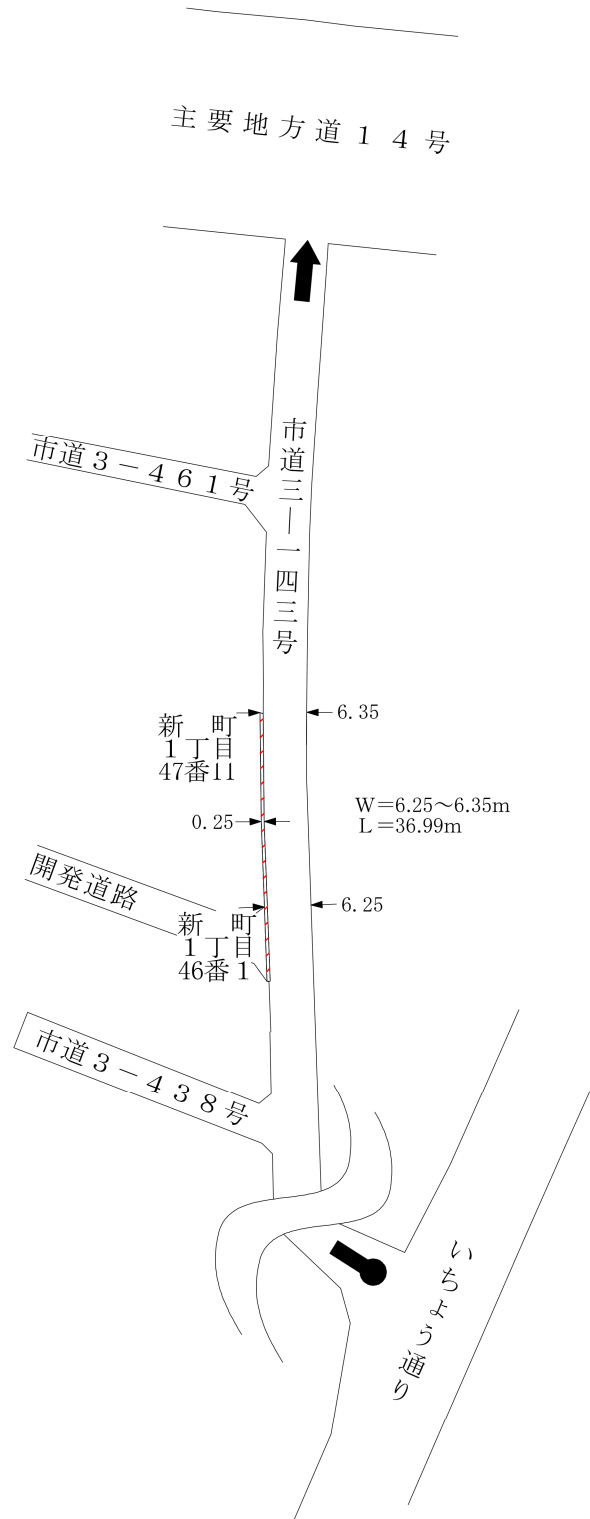 主要地方道１４号
市道３－４６１号
市道三―一四三号
6.35
新　町
１丁目
47番11
0.25
W＝6.25～6.35m
L＝36.99m
開発道路
6.25
新　町
１丁目
46番１
市道３－４３８号
いちょう通り